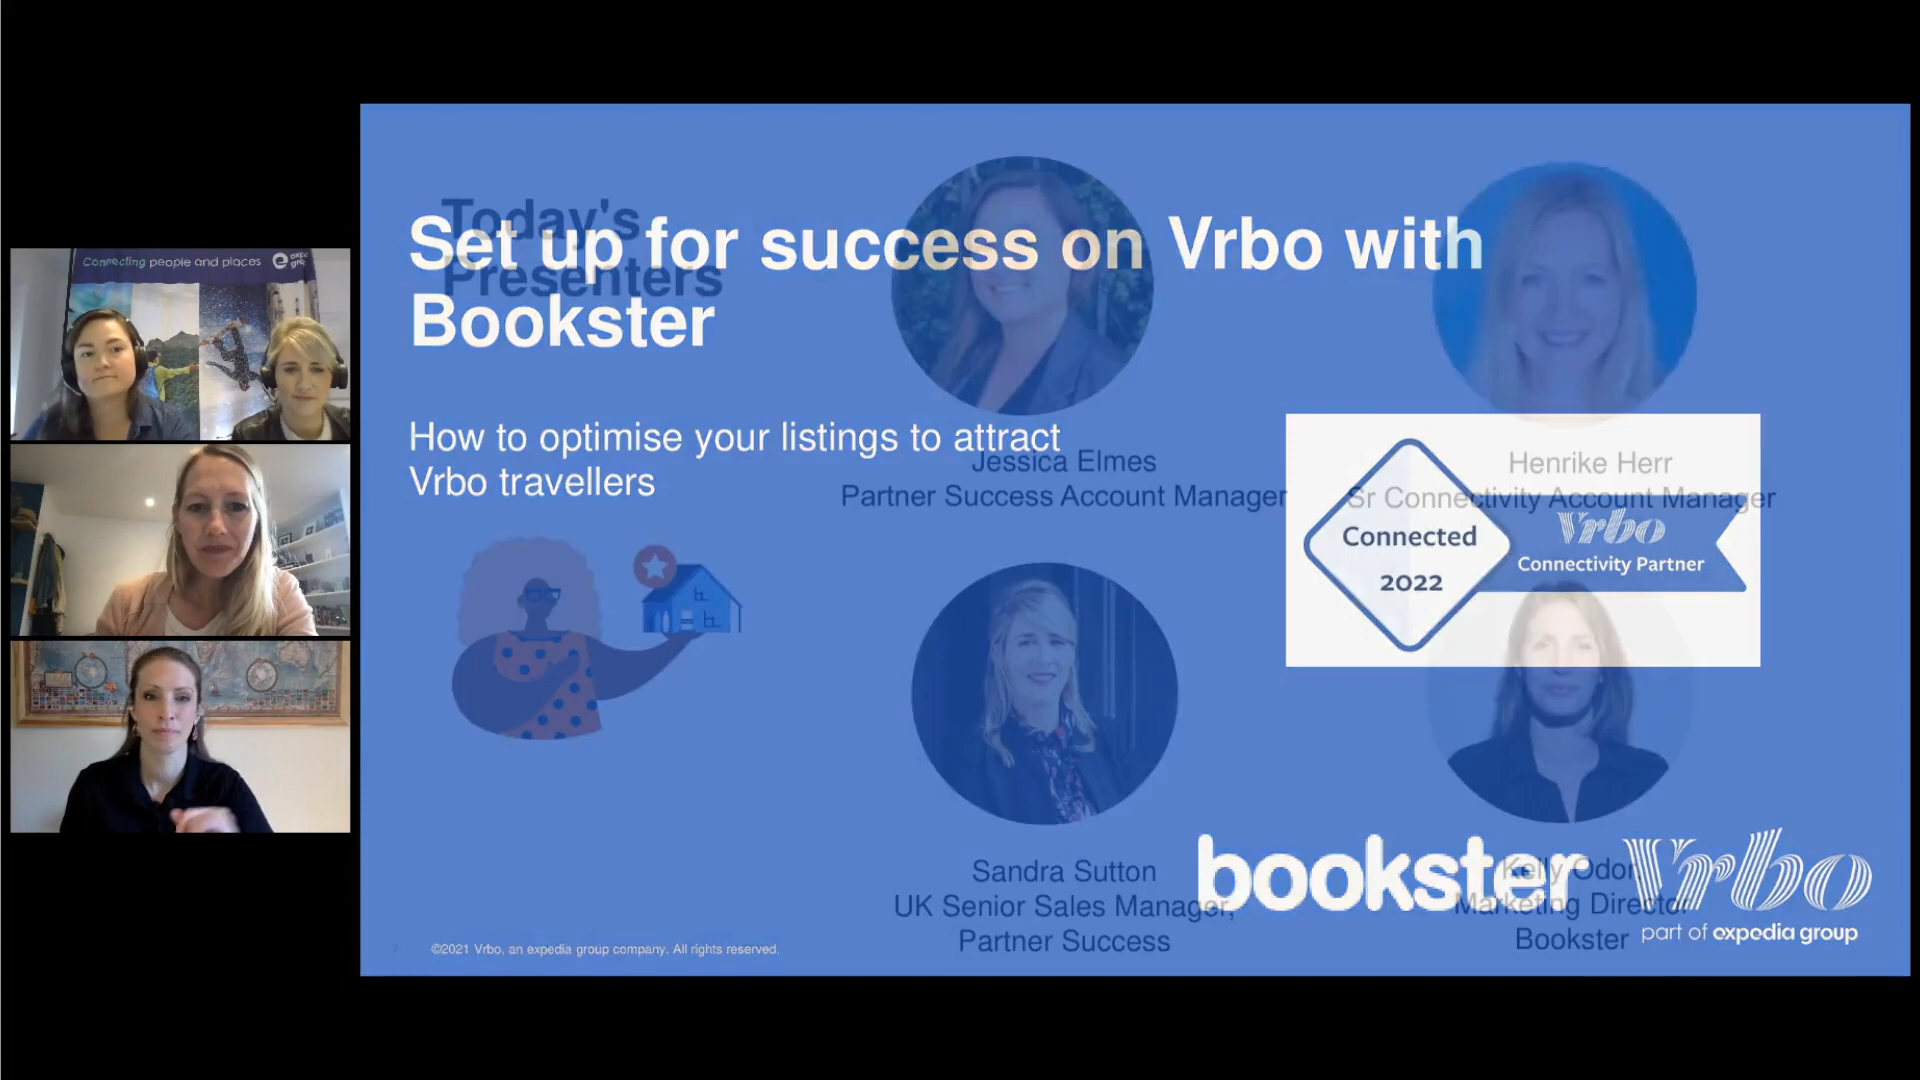 Connecting people and places
Today's
Presenters
Set up for success on Vrbo with
Bookster
How to optimise your listings to attract
Vrbo travellers
Jessica Elmes
Partner Success Account Manager
Henrike Herr
Sr Connectivity Account Manager
Connected
2022
Vrbo
Connectivity Partner
Sandra Sutton
UK Senior Sales Manager,
Partner Success
Kelly Odor
Marketing Director
Bookster
bookster
Vrbo
part of expedia group
©2021 Vrbo, an expedia group company. All rights reserved.